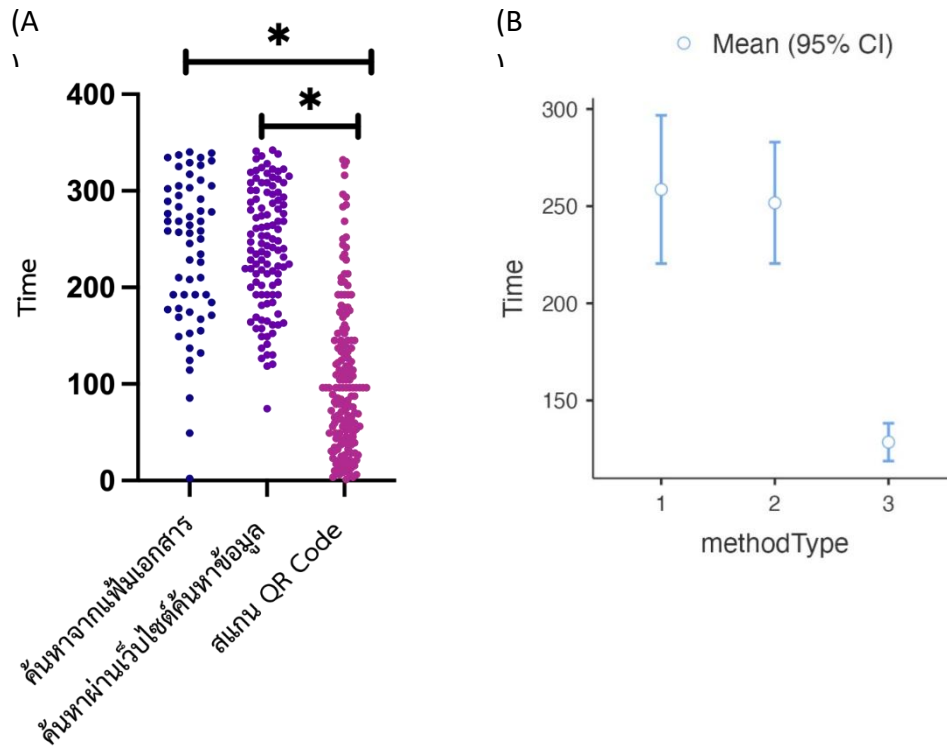 (A
)
*
*
400
300
200
100
0
Time
ค้นหาจากแฟ้มเอกสาร
ค้นหาผ่านเว็บไซต์ค้นหาข้อมูล
สแกน QR Code
(B
)
Mean (95% CI)
300
250
200
150
Time
1 2 3
methodType